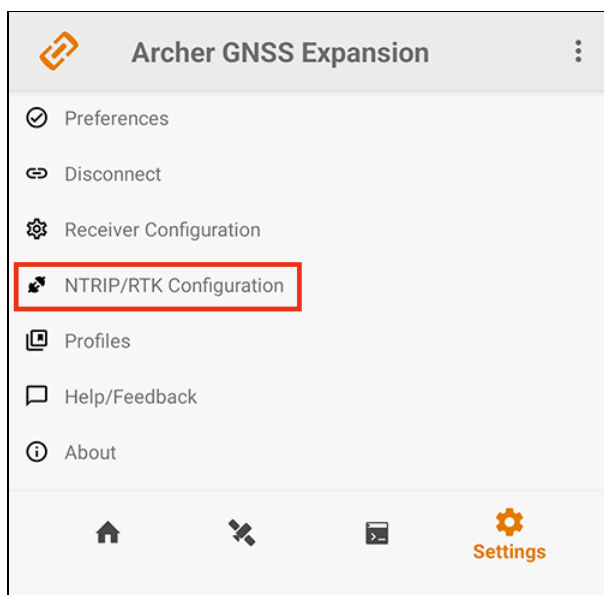 Archer GNSS Expansion
Preferences
Disconnect
Receiver Configuration
NTRIP/RTK Configuration
Profiles
Help/Feedback
About
Settings